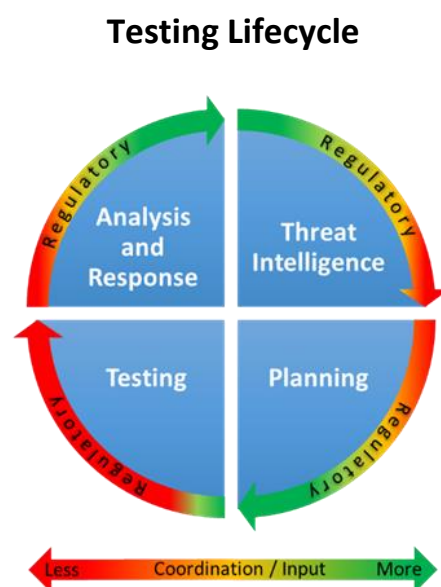 Testing Lifecycle
Regulatory
Regulatory
Analysis
and
Response
Threat
Intelligence
Testing
Planning
Regulatory
Regulatory
Less Coordination / Input More